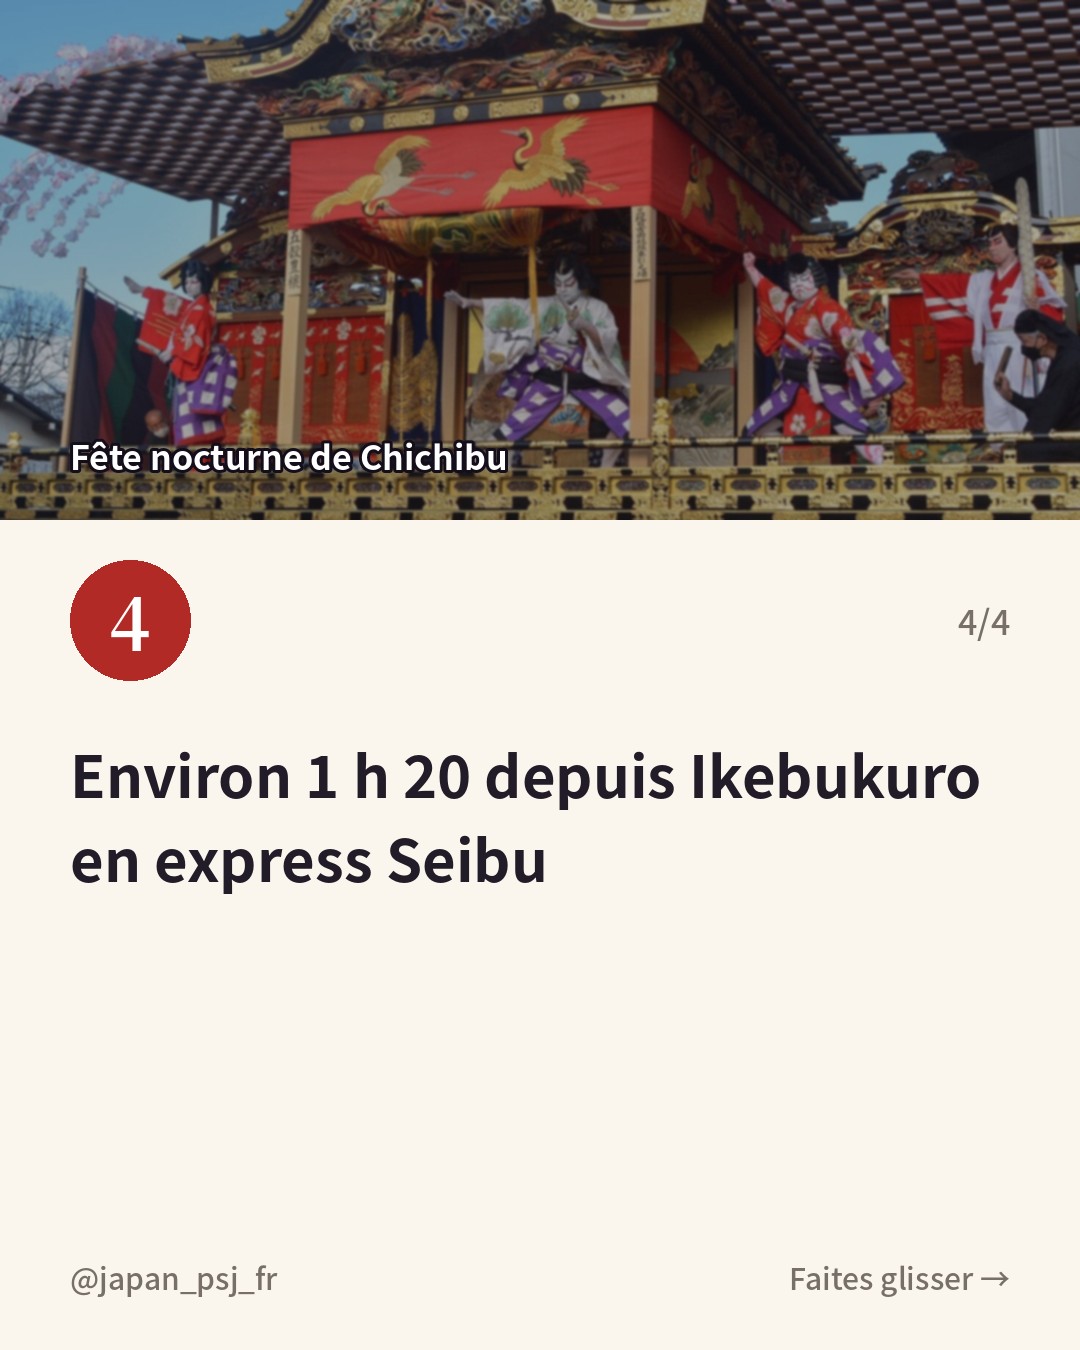 Fête nocturne de Chichibu
4
4/4
Environ 1 h 20 depuis Ikebukuro
en express Seibu
@japan_psj_fr
Faites glisser →